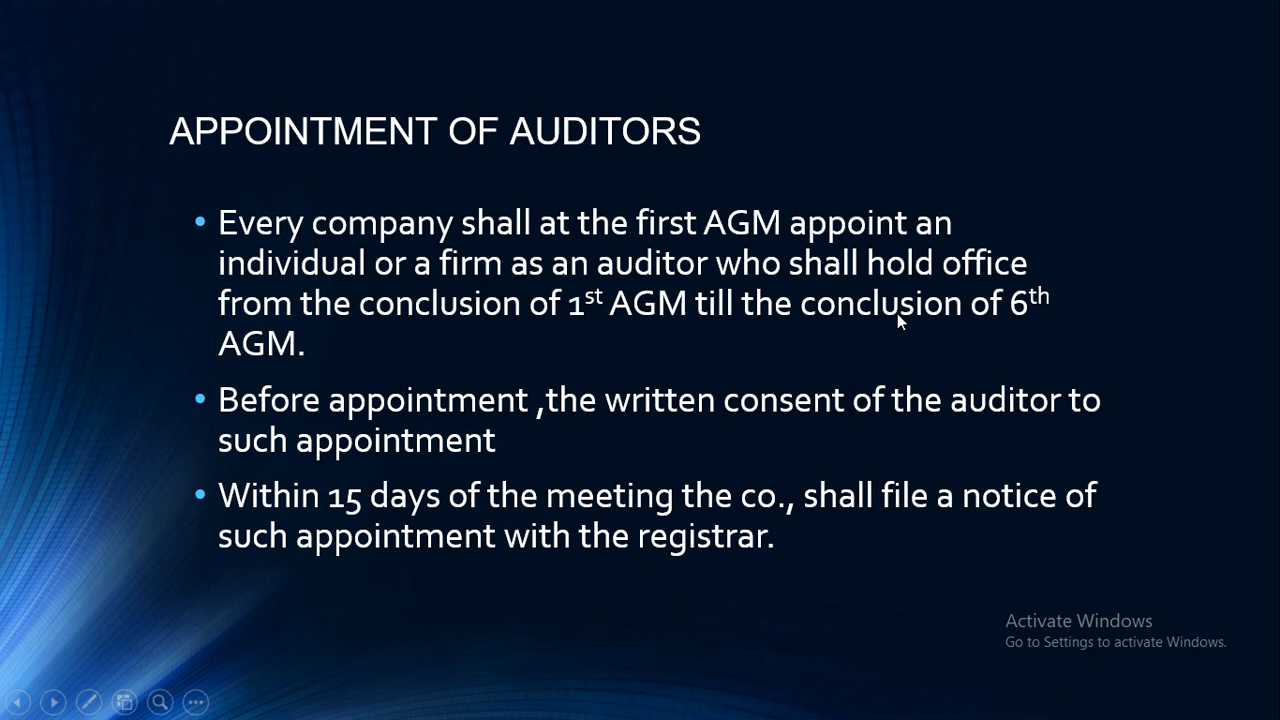 APPOINTMENT OF AUDITORS
• Every company shall at the first AGM appoint an
individual or a firm as an auditor who shall hold office
from the conclusion of 1st AGM till the conclusion of 6th
AGM.
• Before appointment ,the written consent of the auditor to
such appointment
• Within 15 days of the meeting the co., shall file a notice of
such appointment with the registrar.
Activate Windows
Go to Settings to activate Windows.